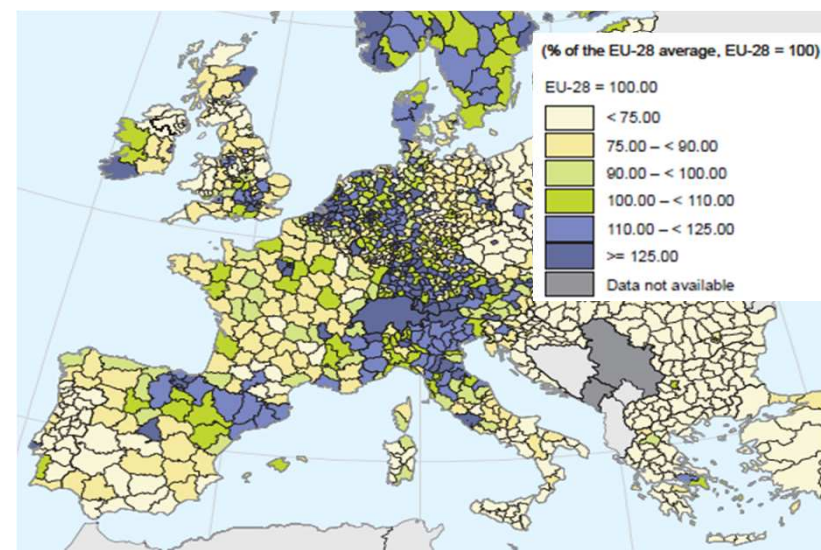 (% of the EU-28 average, EU-28 = 100)
EU-28 = 100.00
< 75.00
75.00 – < 90.00
90.00 – < 100.00
100.00 – < 110.00
110.00 – < 125.00
>= 125.00
Data not available